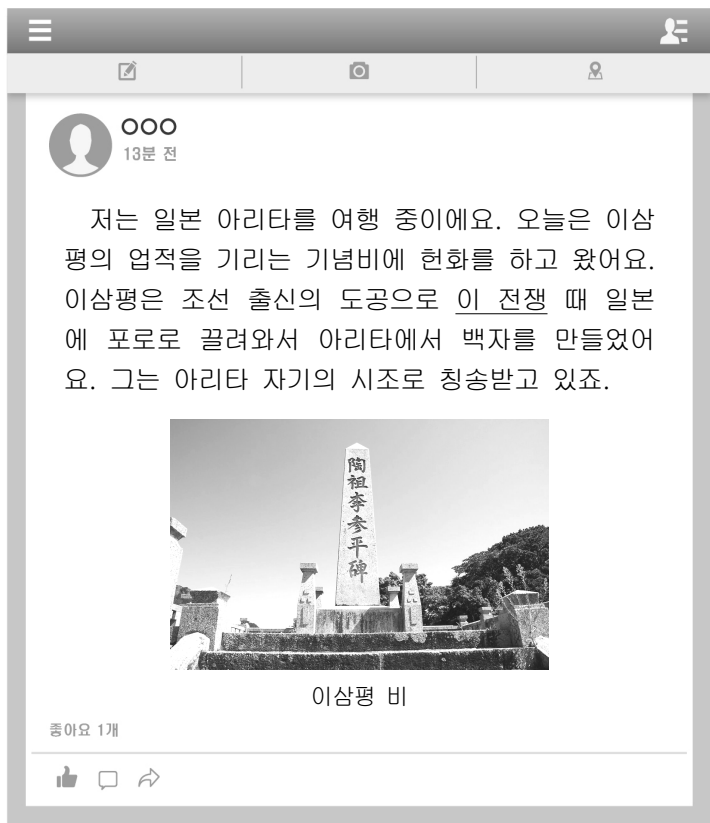 ○○○
13분 전
저는 일본 아리타를 여행 중이에요. 오늘은 이삼
평의 업적을 기리는 기념비에 헌화를 하고 왔어요.
이삼평은 조선 출신의 도공으로 이 전쟁 때 일본
에 포로로 끌려와서 아리타에서 백자를 만들었어
요. 그는 아리타 자기의 시조로 칭송받고 있죠.
陶祖李参平碑
이삼평 비
좋아요 1개